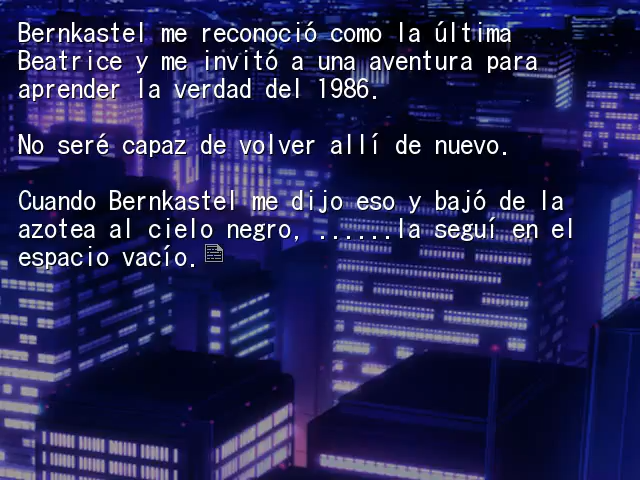 Bernkastel me reconoció como la última
Beatrice y me invitó a una aventura para
aprender la verdad del 1986.
No seré capaz de volver allí de nuevo.
Cuando Bernkastel me dijo eso y bajó de la
azotea al cielo negro, ......la seguí en el
espacio vacío.